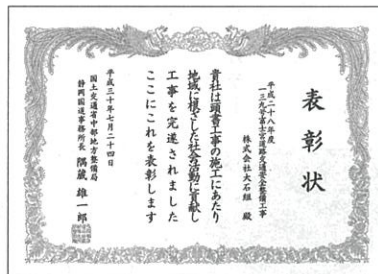 表彰状
平成二十八年度
一三九号富士宮道路交通安全整備工事
株式会社大石組 殿
貴社は頭書工事の施工にあたり
地域に根ざした社会活動に貢献し
工事を完遂されました
ここにこれを表彰します
平成三十年七月二十四日
国土交通省中部地方整備局
静岡国道事務所長 隅蔵 雄一郎